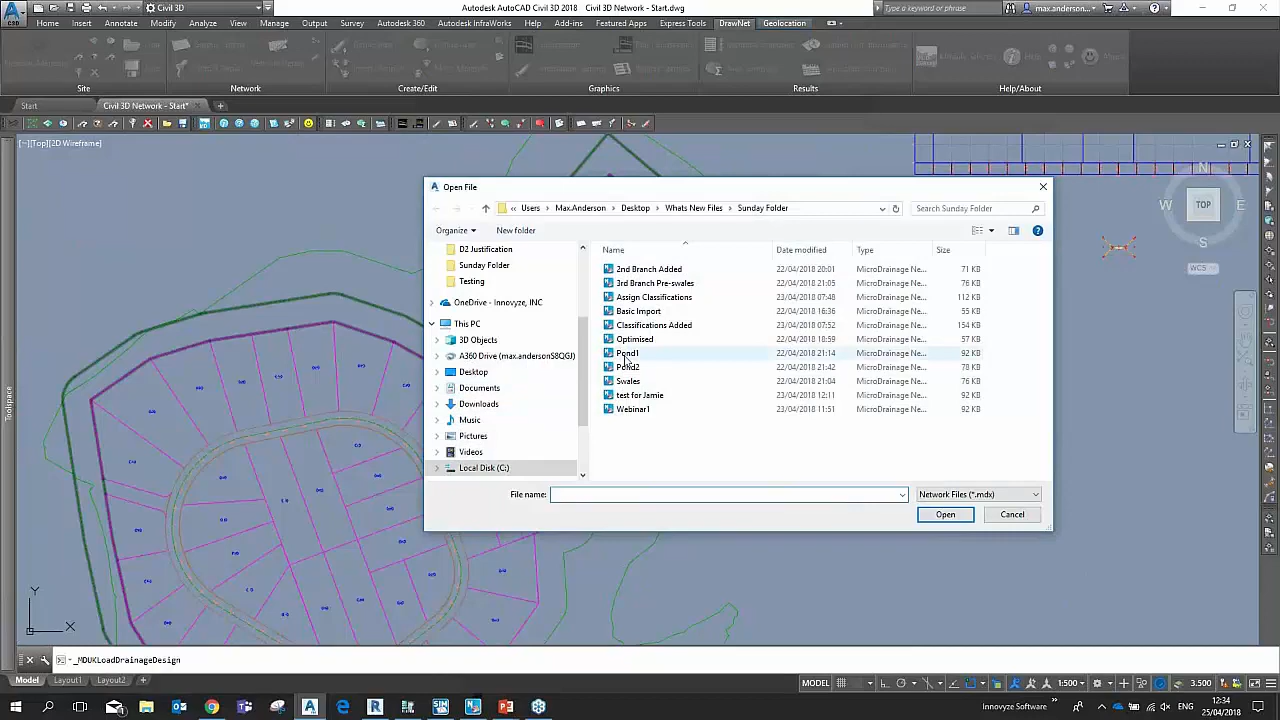 Civil 3D
Autodesk AutoCAD Civil 3D 2018 Civil 3D Network - Start.dwg
Type a keyword or phrase
max.anderson...
Home Insert Annotate Modify Analyze View Manage Output Survey Autodesk 360 Autodesk InfraWorks Help Add-ins Featured Apps Express Tools DrawNet Geolocation
Site Network Create/Edit Graphics Results Help/About
Start Civil 3D Network - Start*
[-][Top][2D Wireframe]
Toolspace
N
W TOP E
S
WCS
Open File
Users Max.Anderson Desktop Whats New Files Sunday Folder
Search Sunday Folder
Organize New folder
D2 Justification
Sunday Folder
Testing
OneDrive - Innovyze, INC
This PC
3D Objects
A360 Drive (max.andersonS8QGJ)
Desktop
Documents
Downloads
Music
Pictures
Videos
Local Disk (C:)
Name Date modified Type Size
2nd Branch Added 22/04/2018 20:01 MicroDrainage Ne... 71 KB
3rd Branch Pre-swales 22/04/2018 21:05 MicroDrainage Ne... 76 KB
Assign Classifications 23/04/2018 07:48 MicroDrainage Ne... 112 KB
Basic Import 22/04/2018 16:36 MicroDrainage Ne... 55 KB
Classifications Added 23/04/2018 07:52 MicroDrainage Ne... 154 KB
Optimised 22/04/2018 18:59 MicroDrainage Ne... 57 KB
Pond1 22/04/2018 21:14 MicroDrainage Ne... 92 KB
Pond2 22/04/2018 21:42 MicroDrainage Ne... 78 KB
Swales 22/04/2018 21:04 MicroDrainage Ne... 76 KB
test for Jamie 23/04/2018 12:11 MicroDrainage Ne... 92 KB
Webinar1 23/04/2018 11:51 MicroDrainage Ne... 92 KB
File name: Network Files (*.mdx)
Open Cancel
Y
X
_MDUKLoadDrainageDesign
Model Layout1 Layout2 +
MODEL 1:500 3.500
Innovyze Software
12:34
25/04/2018